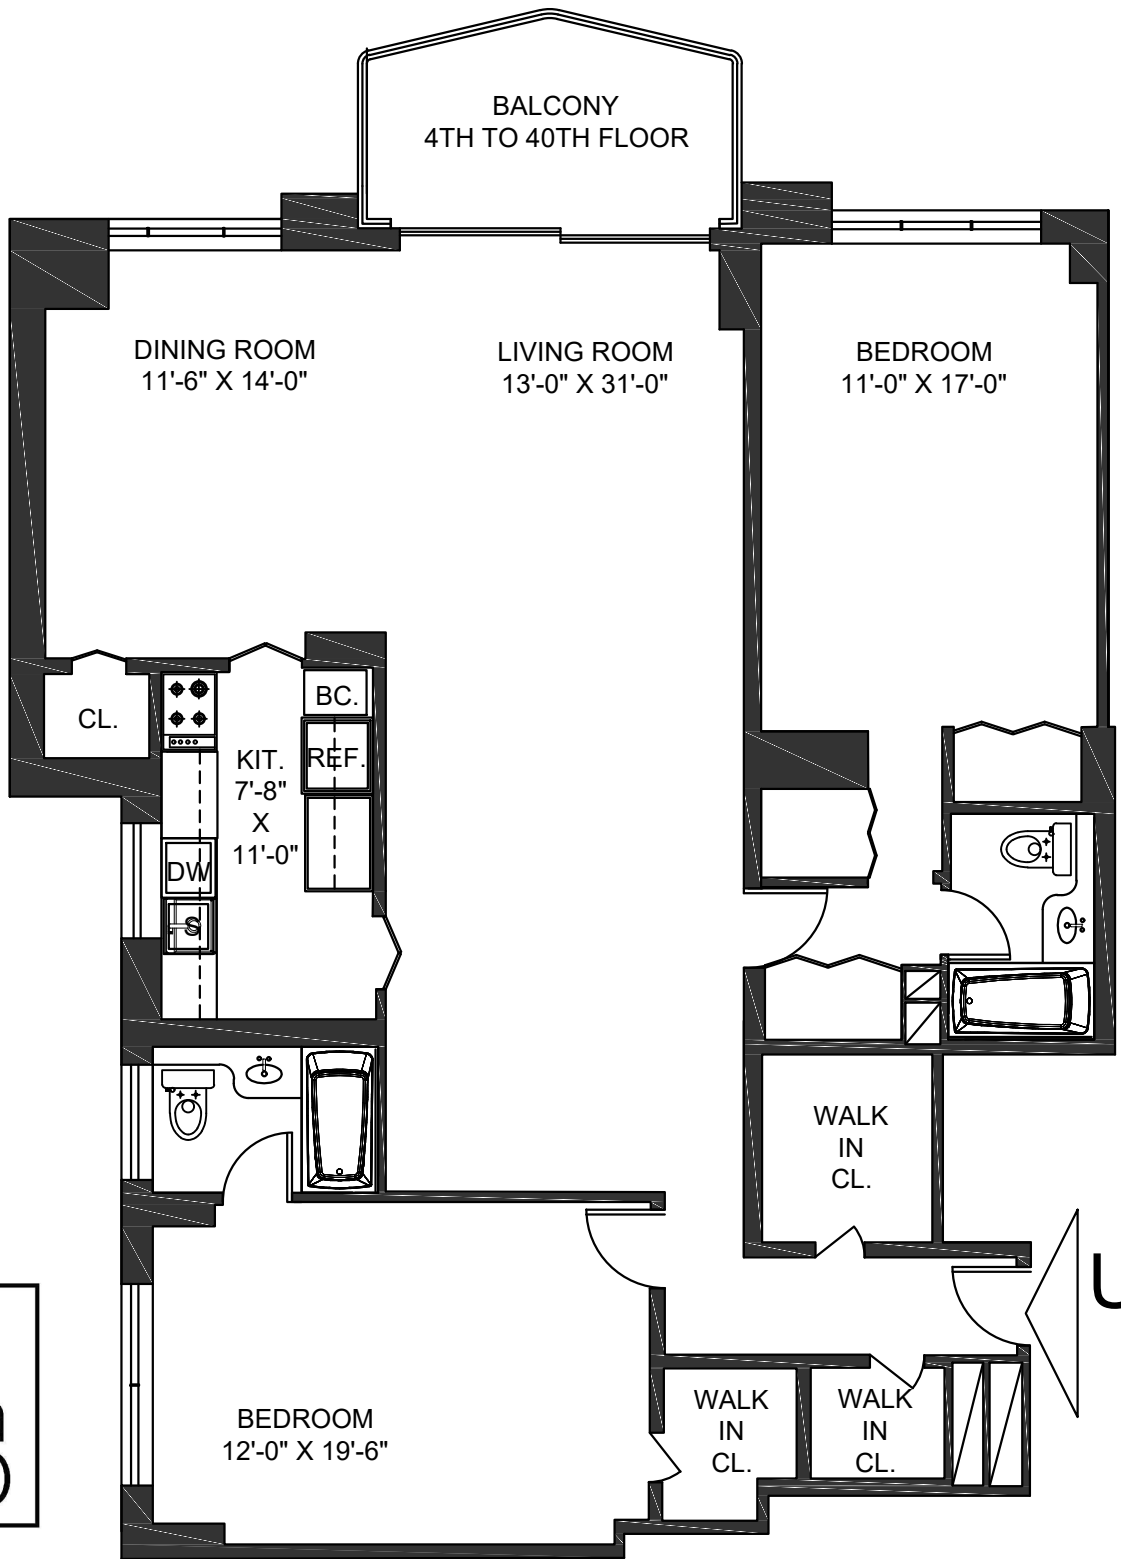 BALCONY
4TH TO 40TH FLOOR
DINING ROOM
11'-6" X 14'-0"
LIVING ROOM
13'-0" X 31'-0"
BEDROOM
11'-0" X 17'-0"
CL.
BC.
REF.
KIT.
7'-8"
X
11'-0"
DW
WALK
IN
CL.
BEDROOM
12'-0" X 19'-6"
WALK
IN
CL.
WALK
IN
CL.